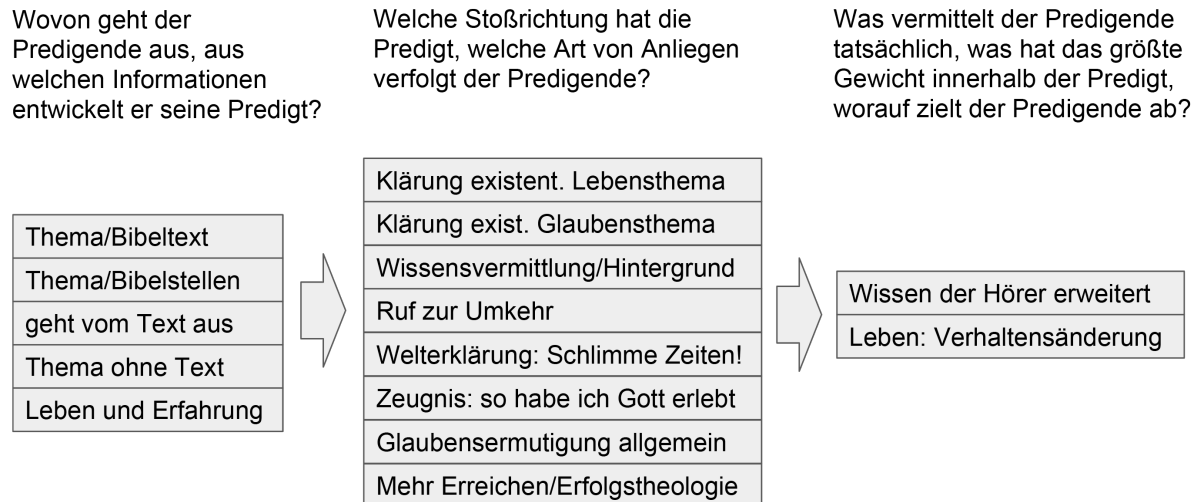 Wovon geht der
Predigende aus, aus
welchen Informationen
entwickelt er seine Predigt?
Welche Stoßrichtung hat die
Predigt, welche Art von Anliegen
verfolgt der Predigende?
Was vermittelt der Predigende
tatsächlich, was hat das größte
Gewicht innerhalb der Predigt,
worauf zielt der Predigende ab?
Thema/Bibeltext
Thema/Bibelstellen
geht vom Text aus
Thema ohne Text
Leben und Erfahrung
Klärung existent. Lebensthema
Klärung exist. Glaubensthema
Wissensvermittlung/Hintergrund
Ruf zur Umkehr
Welterklärung: Schlimme Zeiten!
Zeugnis: so habe ich Gott erlebt
Glaubensermutigung allgemein
Mehr Erreichen/Erfolgstheologie
Wissen der Hörer erweitert
Leben: Verhaltensänderung